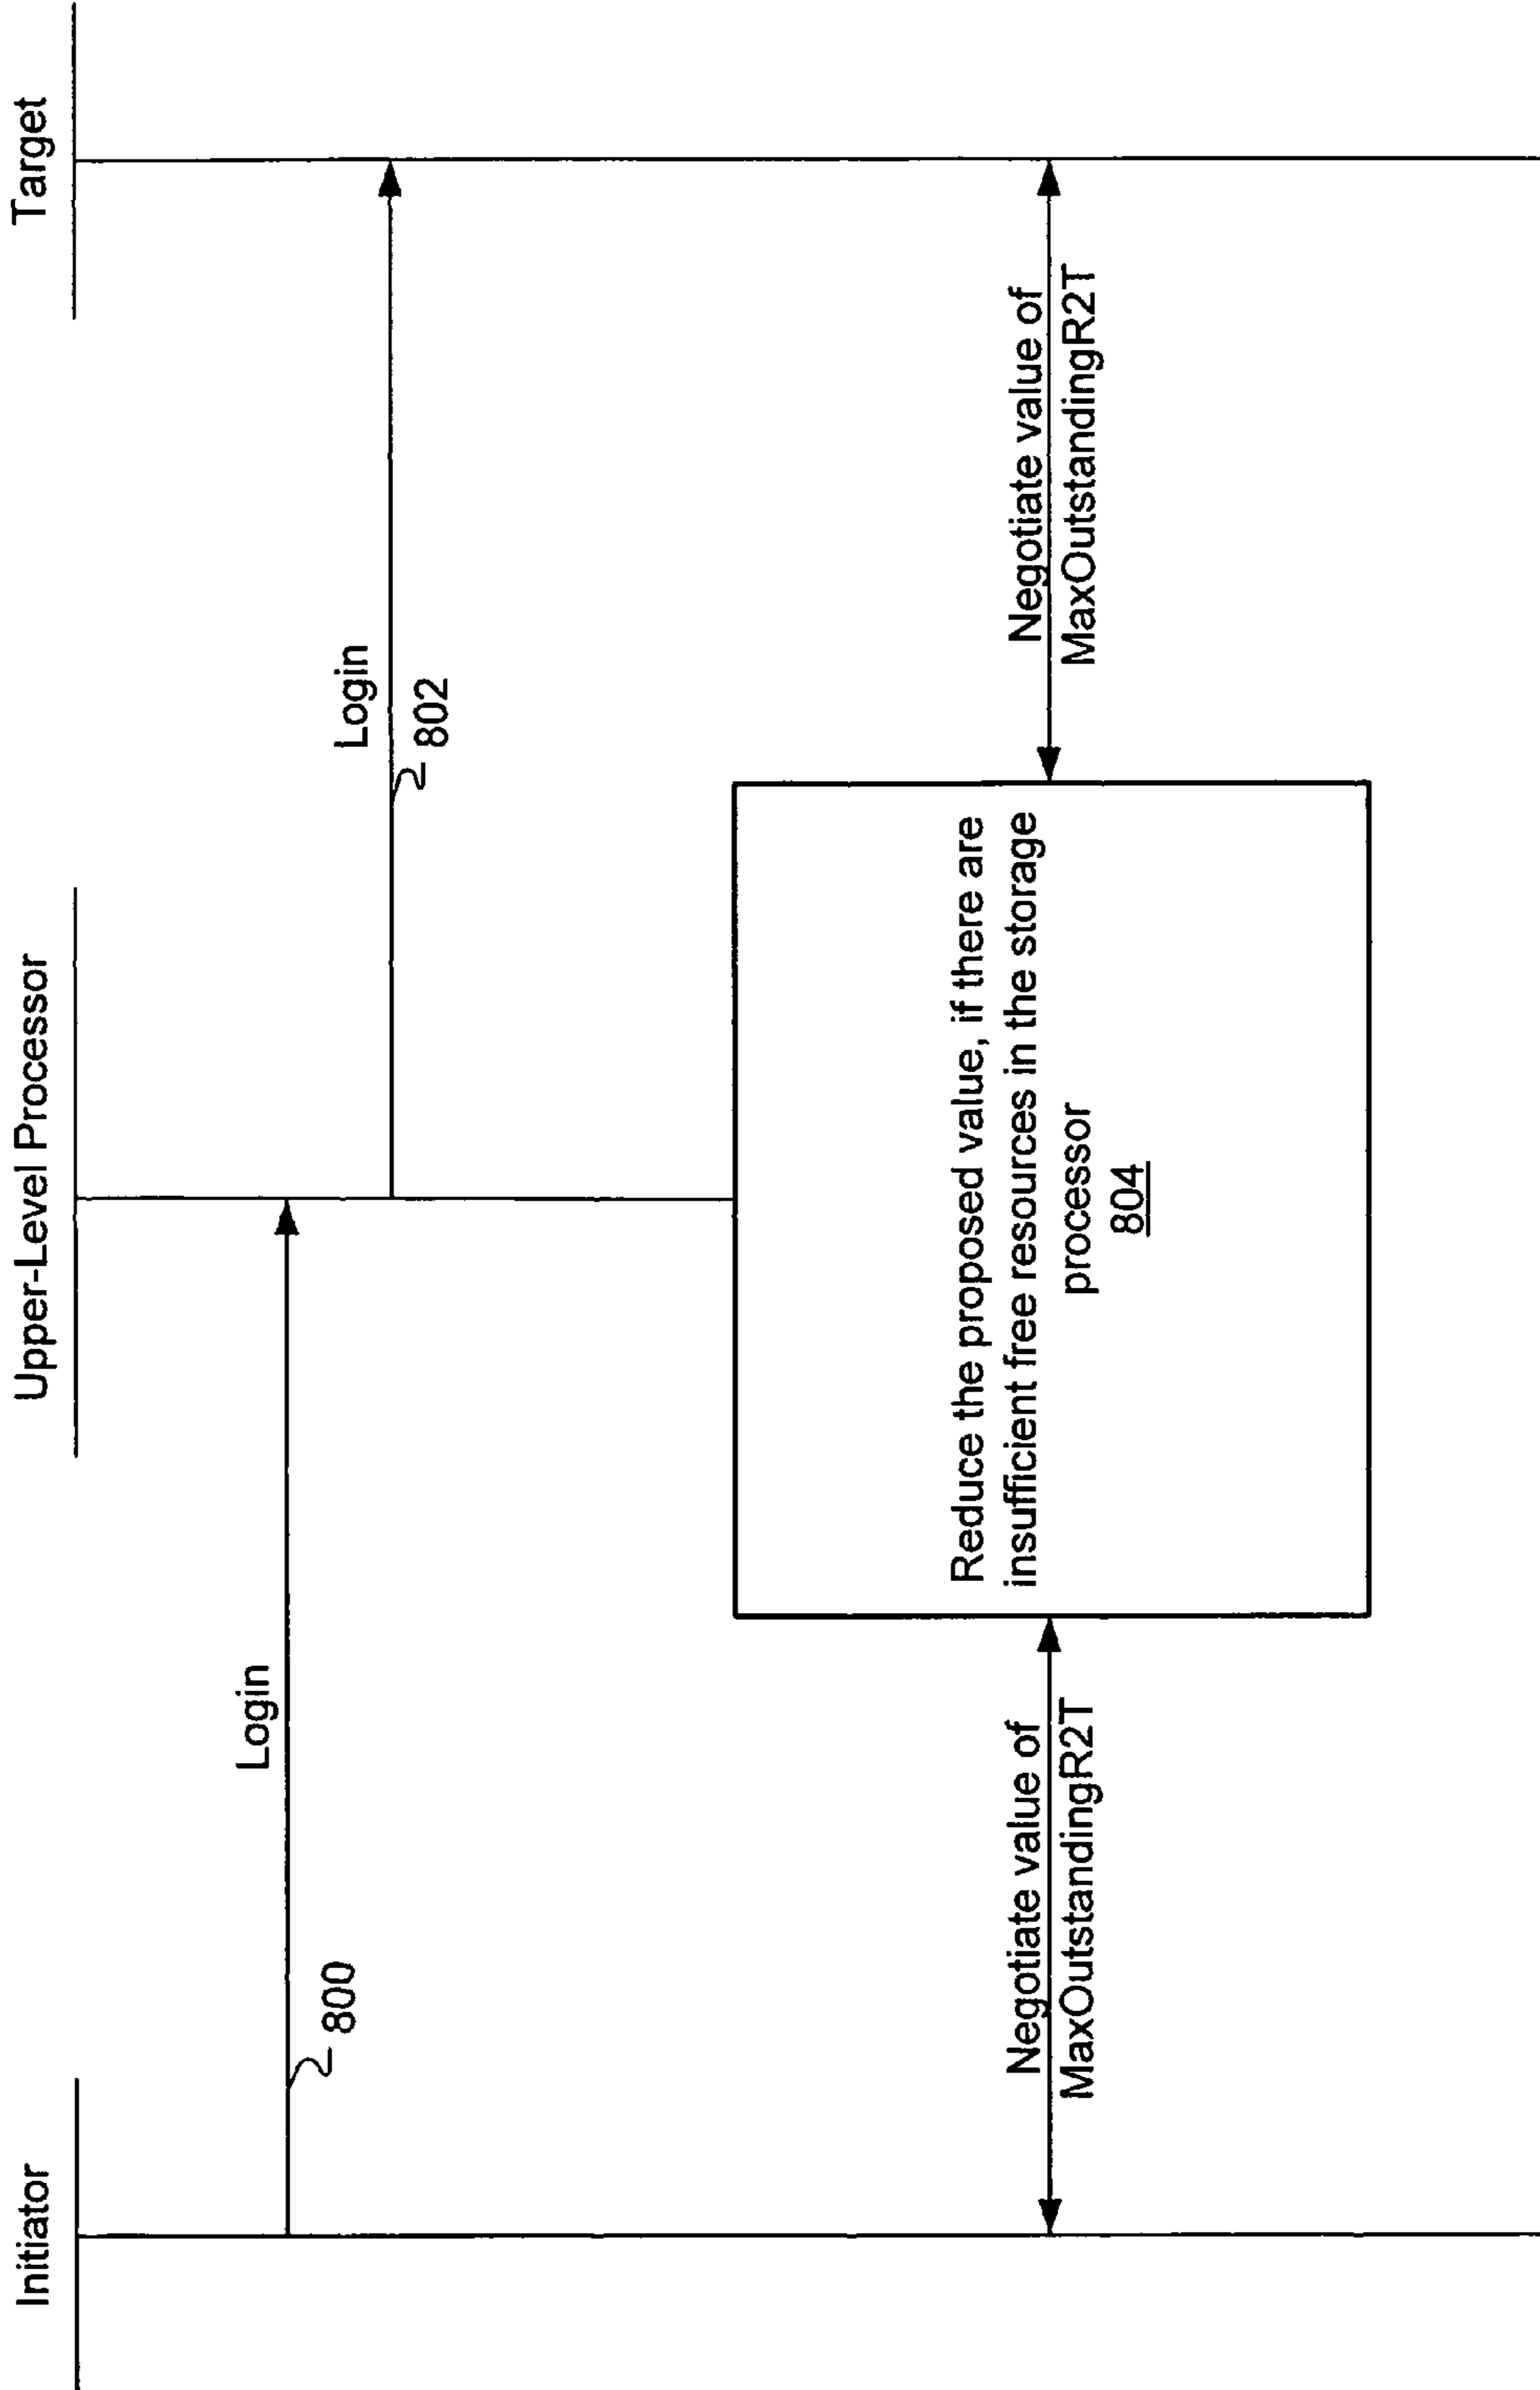 Initiator
Upper-Level Processor
Target
Login
800
Login
802
Negotiate value of
MaxOutstandingR2T
Reduce the proposed value, if there are
insufficient free resources in the storage
processor
804
Negotiate value of
MaxOutstandingR2T